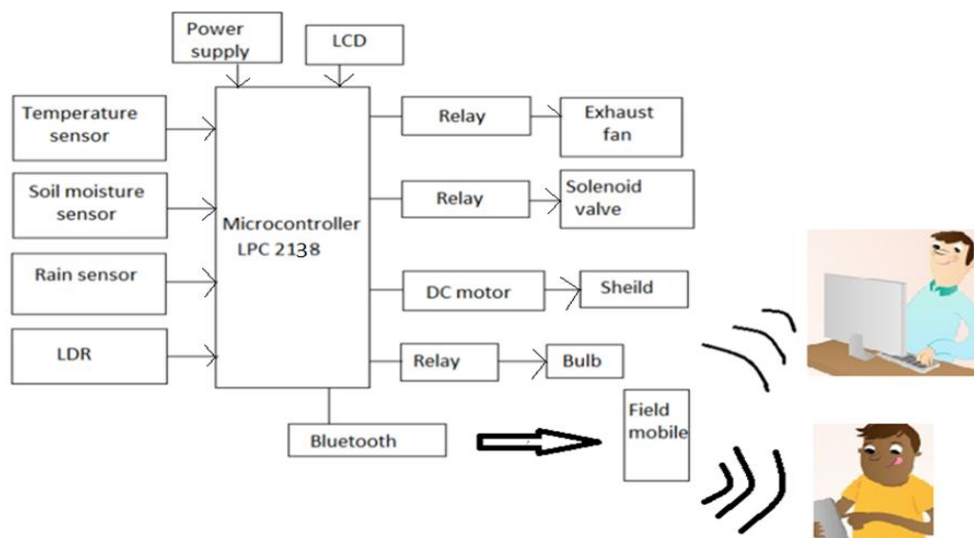 Power
supply
LCD
Temperature
sensor
Soil moisture
sensor
Rain sensor
LDR
Microcontroller
LPC 2138
Relay
Exhaust
fan
Relay
Solenoid
valve
DC motor
Sheild
Relay
Bulb
Bluetooth
Field
mobile